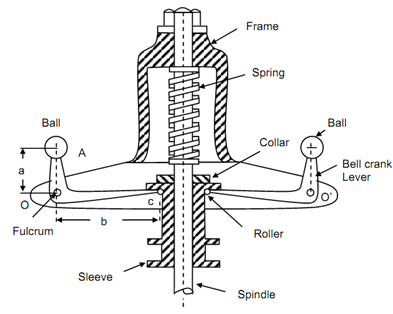 Frame
Spring
Ball
Ball
A
Collar
a
Bell crank
Lever
O
c
O'
Fulcrum
b
Roller
Sleeve
Spindle